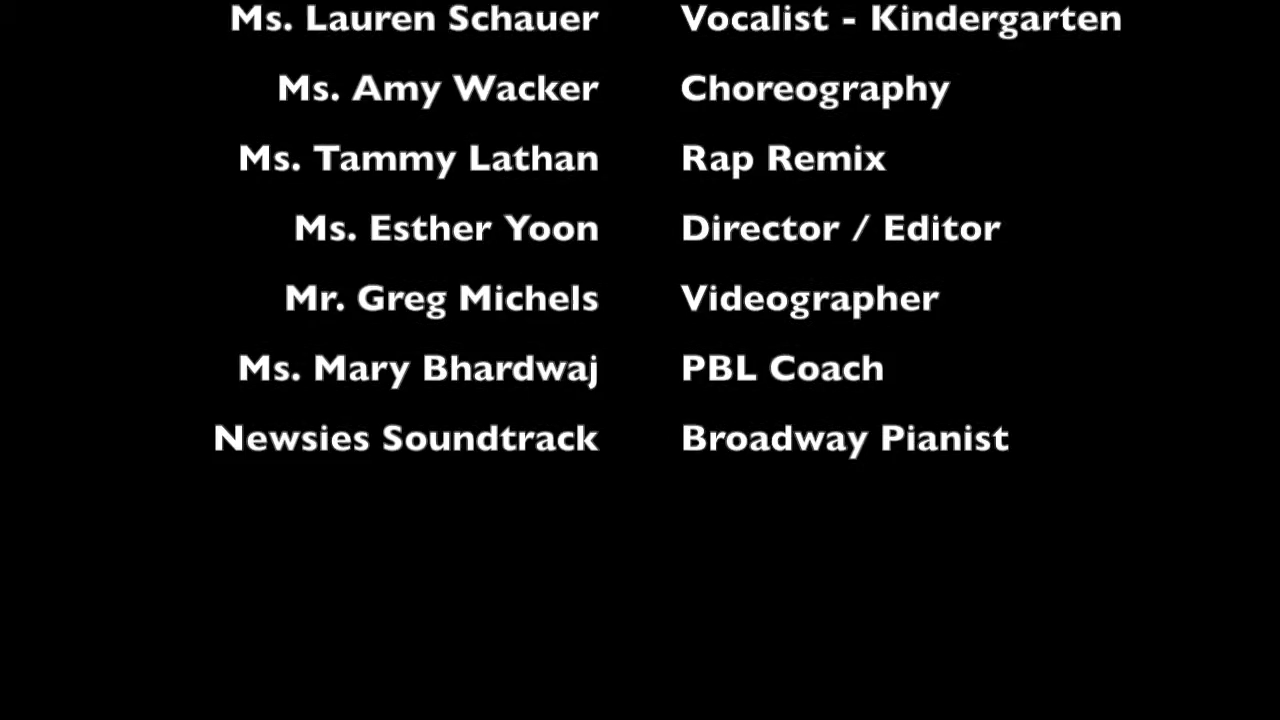 Ms. Lauren Schauer Vocalist - Kindergarten
Ms. Amy Wacker Choreography
Ms. Tammy Lathan Rap Remix
Ms. Esther Yoon Director / Editor
Mr. Greg Michels Videographer
Ms. Mary Bhardwaj PBL Coach
Newsies Soundtrack Broadway Pianist